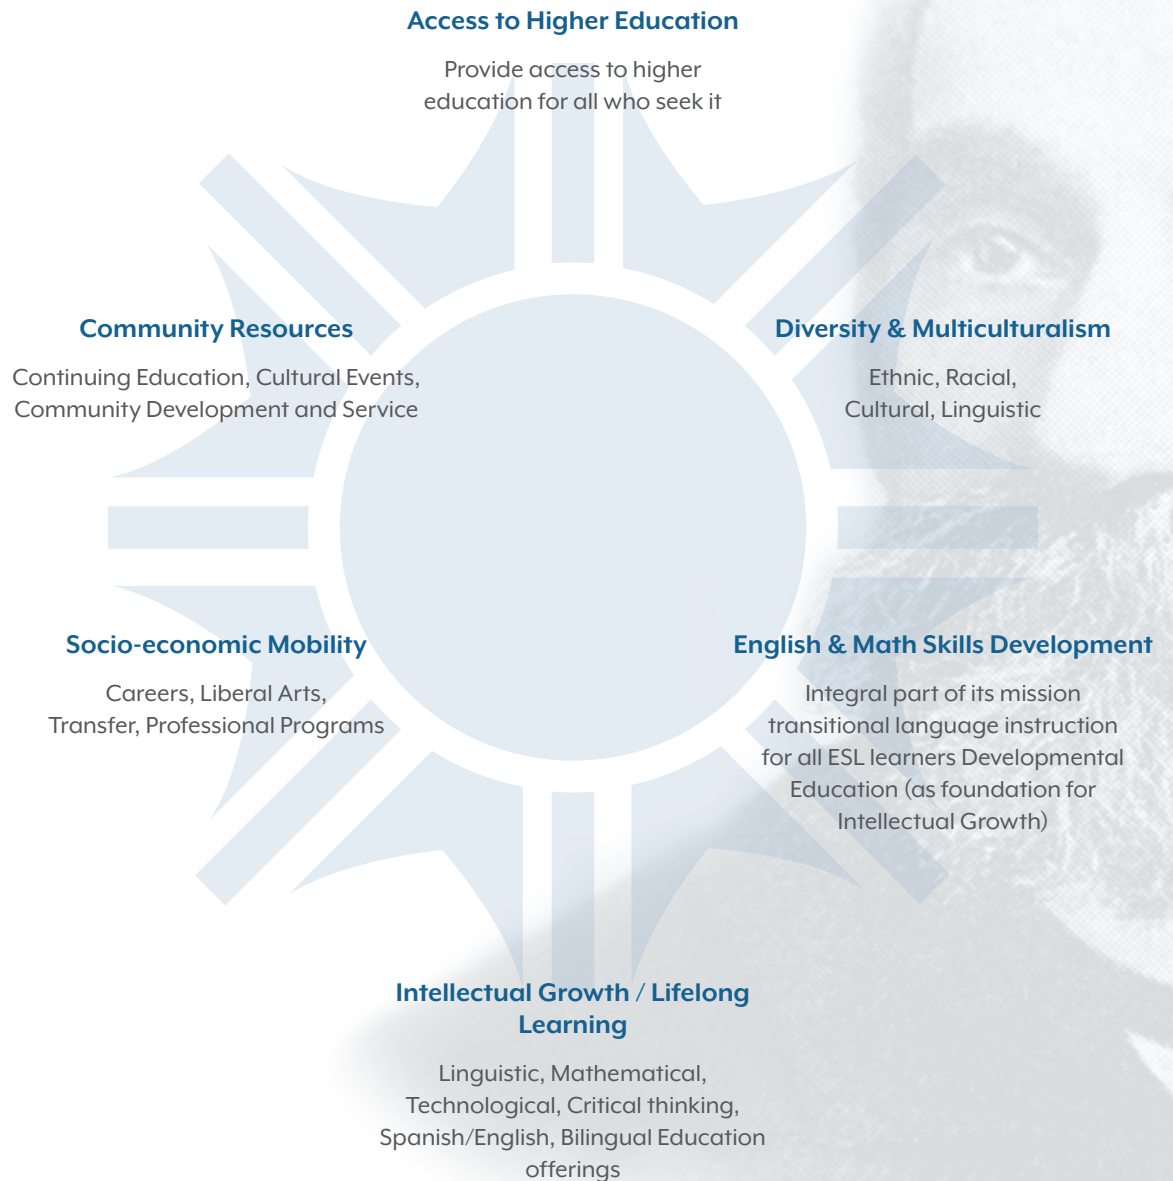 Access to Higher Education
Provide access to higher
education for all who seek it
Community Resources
Continuing Education, Cultural Events,
Community Development and Service
Diversity & Multiculturalism
Ethnic, Racial,
Cultural, Linguistic
Socio-economic Mobility
Careers, Liberal Arts,
Transfer, Professional Programs
English & Math Skills Development
Integral part of its mission
transitional language instruction
for all ESL learners Developmental
Education (as foundation for
Intellectual Growth)
Intellectual Growth / Lifelong
Learning
Linguistic, Mathematical,
Technological, Critical thinking,
Spanish/English, Bilingual Education
offerings